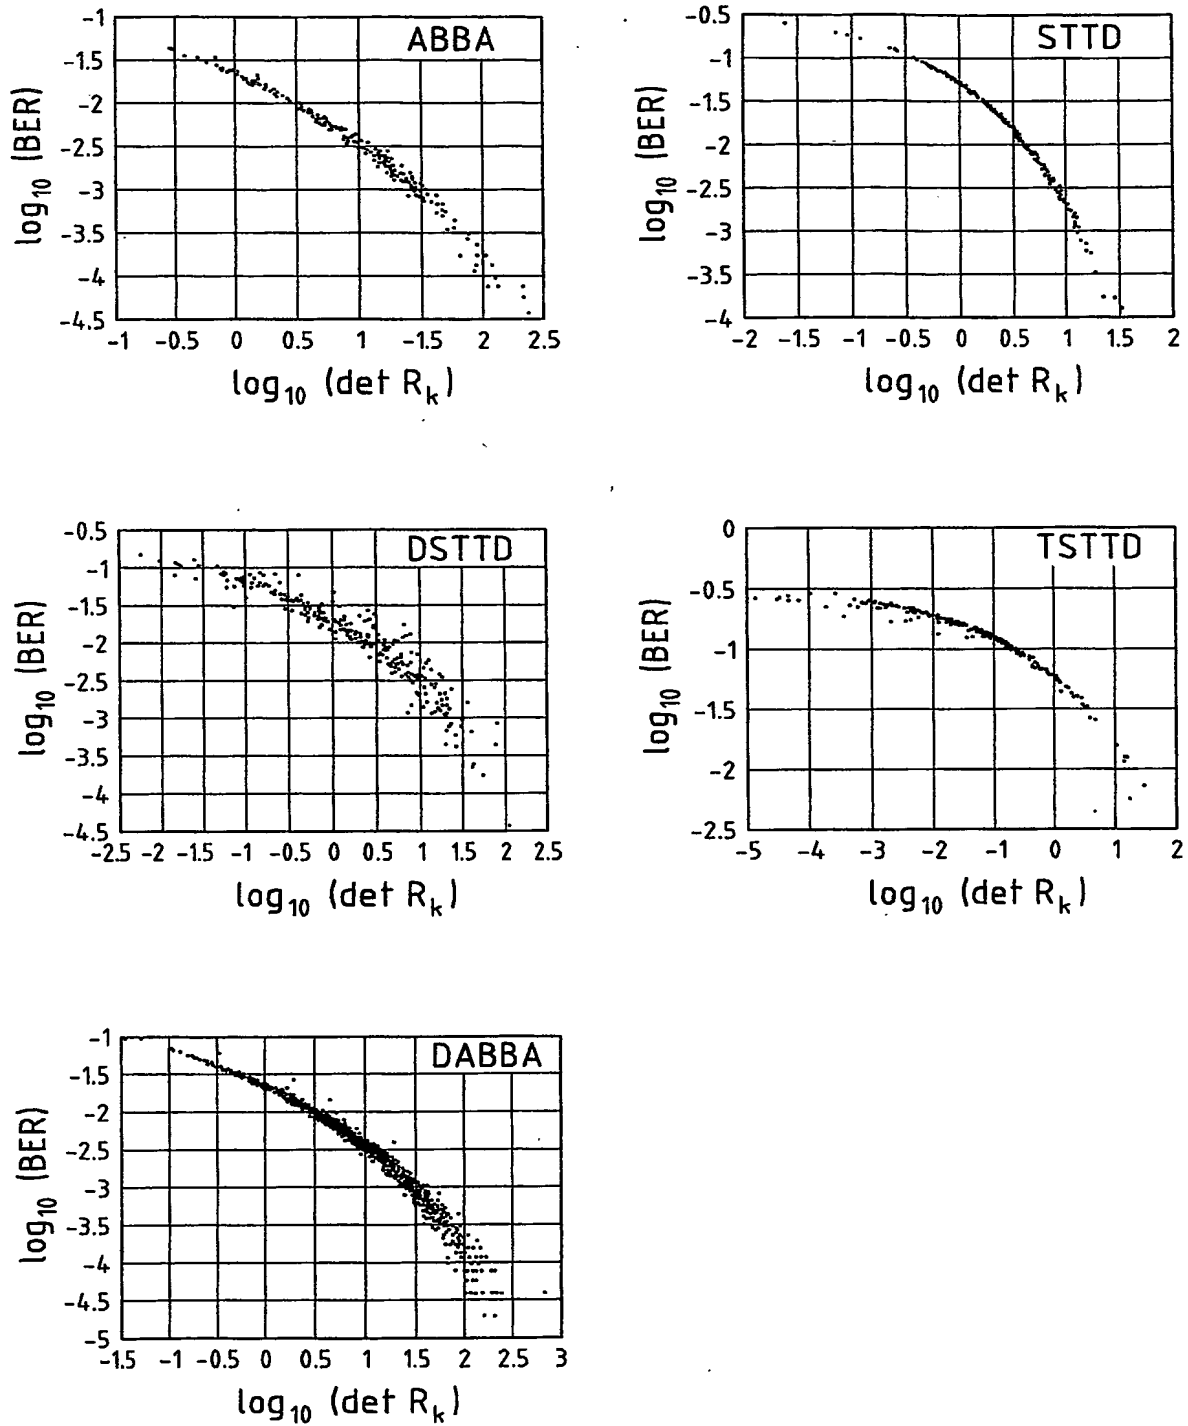 ABBA
log10 (BER)
-1
-1.5
-2
-2.5
-3
-3.5
-4
-4.5
-1 -0.5 0 0.5 1 -1.5 2 2.5
log10 (det Rk)
STTD
log10 (BER)
-0.5
-1
-1.5
-2
-2.5
-3
-3.5
-4
-2 -1.5 -1 -0.5 0 0.5 1 1.5 2
log10 (det Rk)
DSTTD
log10 (BER)
-0.5
-1
-1.5
-2
-2.5
-3
-3.5
-4
-4.5
-2.5 -2 -1.5 -1 -0.5 0 0.5 1 1.5 2 2.5
log10 (det Rk)
TSTTD
log10 (BER)
0
-0.5
-1
-1.5
-2
-2.5
-5 -4 -3 -2 -1 0 1 2
log10 (det Rk)
DABBA
log10 (BER)
-1
-1.5
-2
-2.5
-3
-3.5
-4
-4.5
-5
-1.5 -1 -0.5 0 0.5 1 1.5 2 2.5 3
log10 (det Rk)